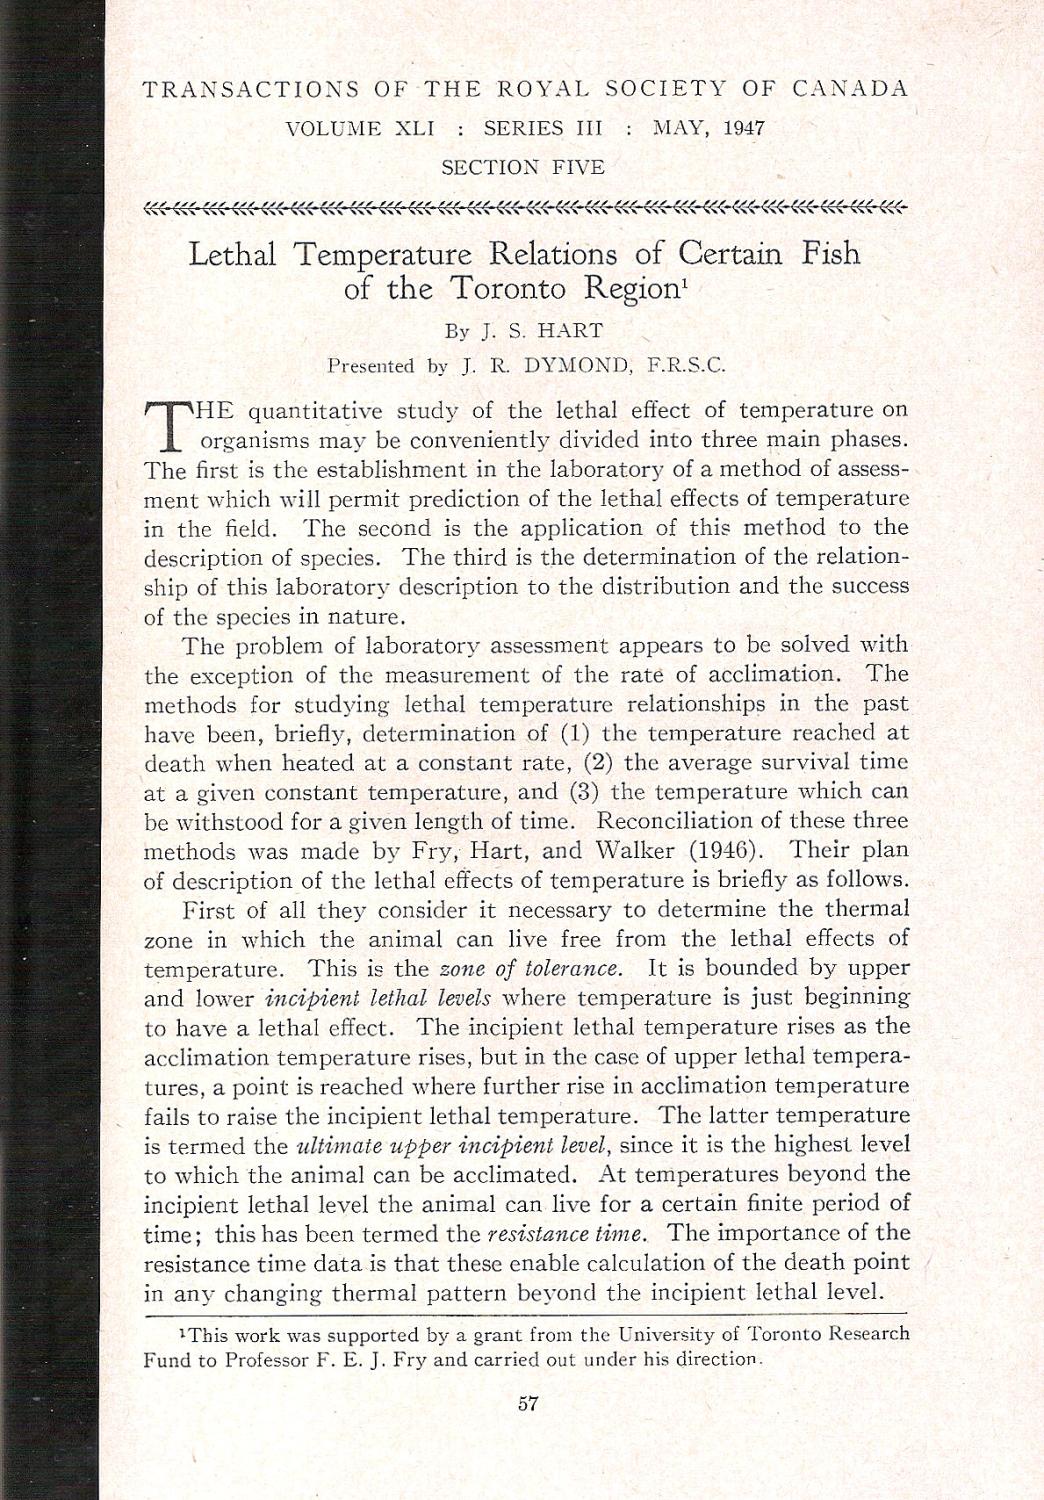 TRANSACTIONS OF THE ROYAL SOCIETY OF CANADA
VOLUME XLI : SERIES III : MAY, 1947
SECTION FIVE
Lethal Temperature Relations of Certain Fish
of the Toronto Region¹
By J. S. HART
Presented by J. R. DYMOND, F.R.S.C.
THE quantitative study of the lethal effect of temperature on
organisms may be conveniently divided into three main phases.
The first is the establishment in the laboratory of a method of assess-
ment which will permit prediction of the lethal effects of temperature
in the field. The second is the application of this method to the
description of species. The third is the determination of the relation-
ship of this laboratory description to the distribution and the success
of the species in nature.
The problem of laboratory assessment appears to be solved with
the exception of the measurement of the rate of acclimation. The
methods for studying lethal temperature relationships in the past
have been, briefly, determination of (1) the temperature reached at
death when heated at a constant rate, (2) the average survival time
at a given constant temperature, and (3) the temperature which can
be withstood for a given length of time. Reconciliation of these three
methods was made by Fry, Hart, and Walker (1946). Their plan
of description of the lethal effects of temperature is briefly as follows.
First of all they consider it necessary to determine the thermal
zone in which the animal can live free from the lethal effects of
temperature. This is the zone of tolerance. It is bounded by upper
and lower incipient lethal levels where temperature is just beginning
to have a lethal effect. The incipient lethal temperature rises as the
acclimation temperature rises, but in the case of upper lethal tempera-
tures, a point is reached where further rise in acclimation temperature
fails to raise the incipient lethal temperature. The latter temperature
is termed the ultimate upper incipient level, since it is the highest level
to which the animal can be acclimated. At temperatures beyond the
incipient lethal level the animal can live for a certain finite period of
time; this has been termed the resistance time. The importance of the
resistance time data is that these enable calculation of the death point
in any changing thermal pattern beyond the incipient lethal level.
¹This work was supported by a grant from the University of Toronto Research
Fund to Professor F. E. J. Fry and carried out under his direction.
57